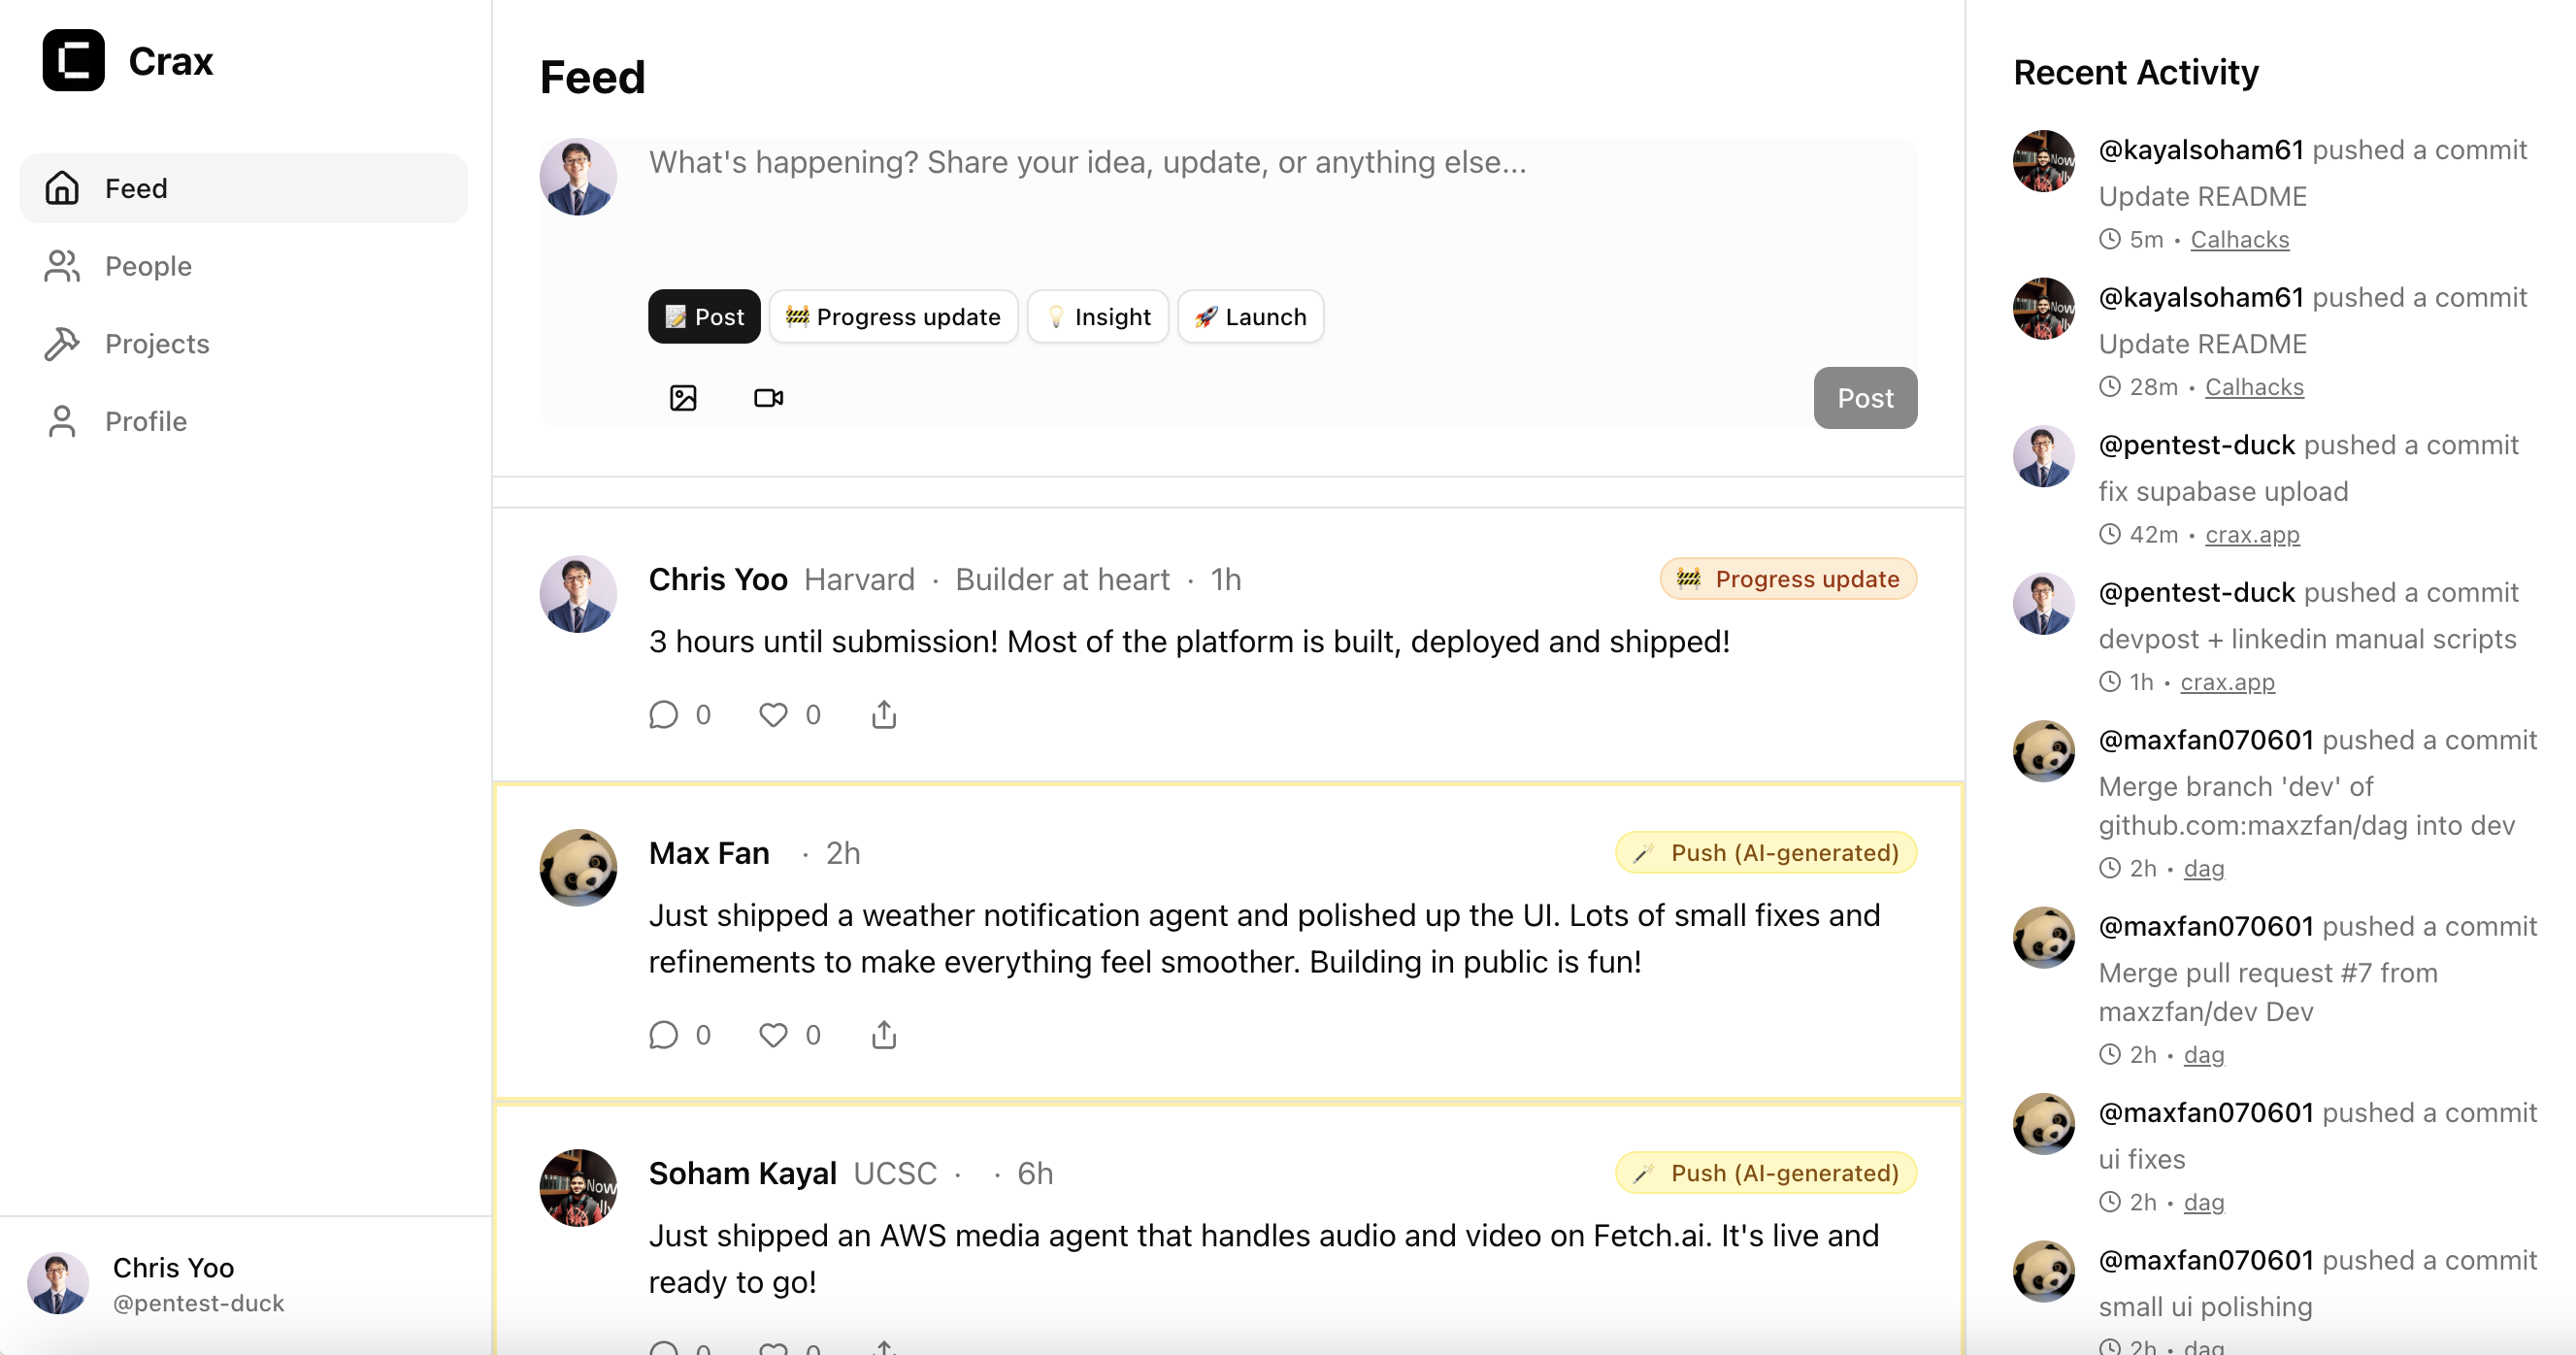 Crax
Feed
People
Projects
Profile
Chris Yoo
@pentest-duck
Feed
What's happening? Share your idea, update, or anything else...
Post
Progress update
Insight
Launch
Post
Chris Yoo Harvard · Builder at heart · 1h
Progress update
3 hours until submission! Most of the platform is built, deployed and shipped!
0 0
Max Fan · 2h
Push (AI-generated)
Just shipped a weather notification agent and polished up the UI. Lots of small fixes and
refinements to make everything feel smoother. Building in public is fun!
0 0
Soham Kayal UCSC · · 6h
Push (AI-generated)
Just shipped an AWS media agent that handles audio and video on Fetch.ai. It's live and
ready to go!
0 0
Recent Activity
@kayalsoham61 pushed a commit
Update README
5m • Calhacks
@kayalsoham61 pushed a commit
Update README
28m • Calhacks
@pentest-duck pushed a commit
fix supabase upload
42m • crax.app
@pentest-duck pushed a commit
devpost + linkedin manual scripts
1h • crax.app
@maxfan070601 pushed a commit
Merge branch 'dev' of
github.com:maxzfan/dag into dev
2h • dag
@maxfan070601 pushed a commit
Merge pull request #7 from
maxzfan/dev Dev
2h • dag
@maxfan070601 pushed a commit
ui fixes
2h • dag
@maxfan070601 pushed a commit
small ui polishing
2h • dag